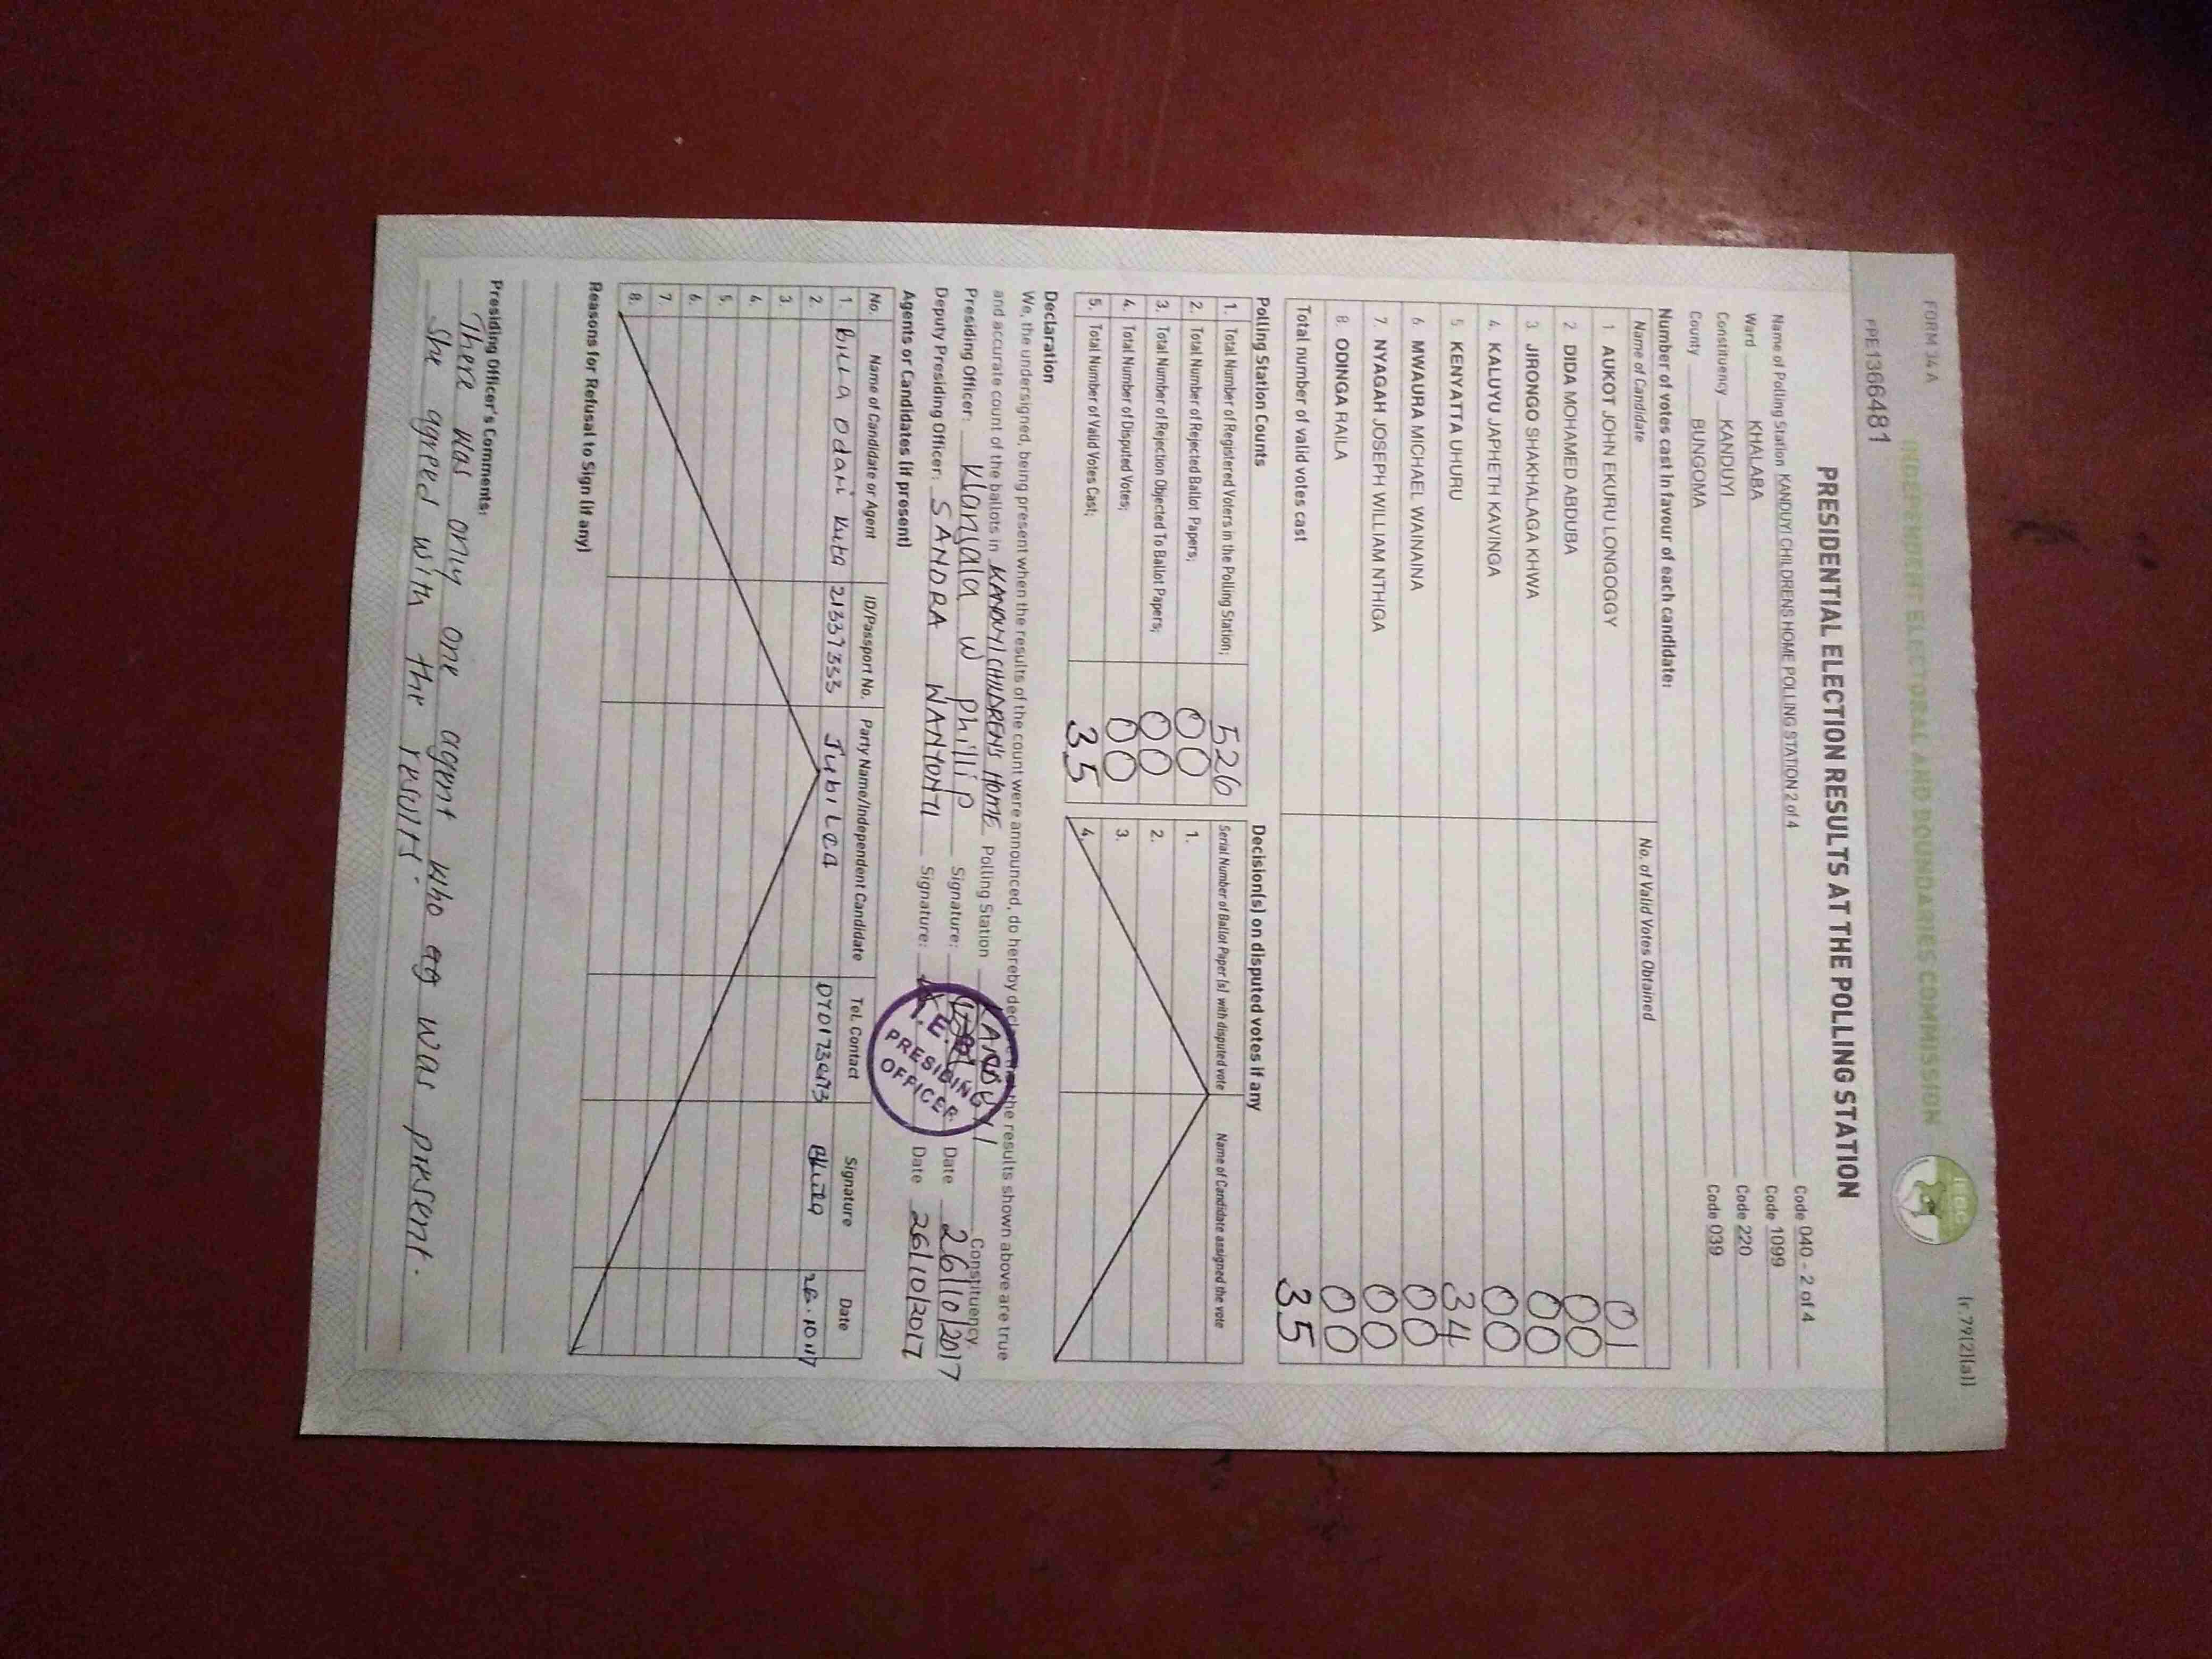 FORM 34 A
(r.79(2)(a))
INDEPENDENT ELECTORAL AND BOUNDARIES COMMISSION
IEBC
PE1366481
PRESIDENTIAL ELECTION RESULTS AT THE POLLING STATION
Name of Polling Station KANDUYI CHILDRENS HOME POLLING STATION 2 of 4 Code 040 - 2 of 4
Ward KHALABA Code 1099
Constituency KANDUYI Code 220
County BUNGOMA Code 039
Number of votes cast in favour of each candidate:
Name of Candidate No. of Valid Votes Obtained
1 AUKOT JOHN EKURU LONGOGGY 01
2 DIDA MOHAMED ABDUBA 00
3 JIRONGO SHAKHALAGA KHWA 00
4. KALUYU JAPHETH KAVINGA 00
5. KENYATTA UHURU 34
6 MWAURA MICHAEL WAINAINA 00
7. NYAGAH JOSEPH WILLIAM NTHIGA 00
8. ODINGA RAILA 00
Total number of valid votes cast 35
Polling Station Counts
1. Total Number of Registered Voters in the Polling Station; 526
2. Total Number of Rejected Ballot Papers; 00
3. Total Number of Rejection Objected To Ballot Papers; 00
4. Total Number of Disputed Votes; 00
5. Total Number of Valid Votes Cast; 35
Decision(s) on disputed votes if any
Serial Number of Ballot Paper (s) with disputed vote Name of Candidate assigned the vote
1.
2.
3.
4.
Declaration
We, the undersigned, being present when the results of the count were announced, do hereby declare that the results shown above are true
and accurate count of the ballots in KANDUYI CHILDREN'S HOME Polling Station KANDUYI Constituency.
Presiding Officer: Wangala W Phillip Signature: Date 26/10/2017
Deputy Presiding Officer: SANDRA WANYONYI Signature: Date 26/10/2017
I.E.B.C
PRESIDING
OFFICER
Agents or Candidates (if present)
No. Name of Candidate or Agent ID/Passport No. Party Name/Independent Candidate Tel. Contact Signature Date
1. Odari Kuta 21337333 Jubilea
2.
3.
4.
5.
6.
7.
8.
Reasons for Refusal to Sign (if any)
Presiding Officer's Comments:
There was only one agent who was present.
She agreed with the results.